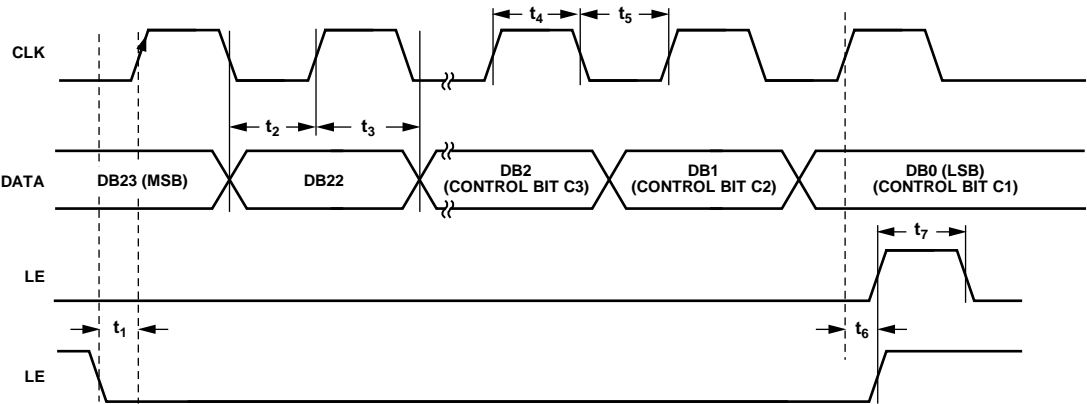 t4 t5
CLK
t2 t3
DATA
DB23 (MSB) DB22 DB2 (CONTROL BIT C3) DB1 (CONTROL BIT C2) DB0 (LSB) (CONTROL BIT C1)
t7
LE
t1 t6
LE